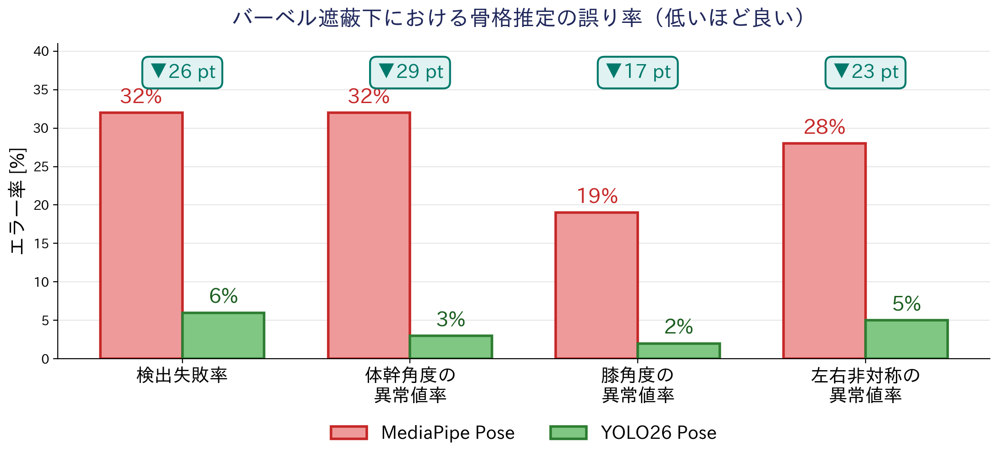 バーベル遮蔽下における骨格推定の誤り率（低いほど良い）
エラー率 [%]
40
35
30
25
20
15
10
5
0
▼26 pt
▼29 pt
▼17 pt
▼23 pt
32%
6%
32%
3%
19%
2%
28%
5%
検出失敗率
体幹角度の
異常値率
膝角度の
異常値率
左右非対称の
異常値率
MediaPipe Pose
YOLO26 Pose